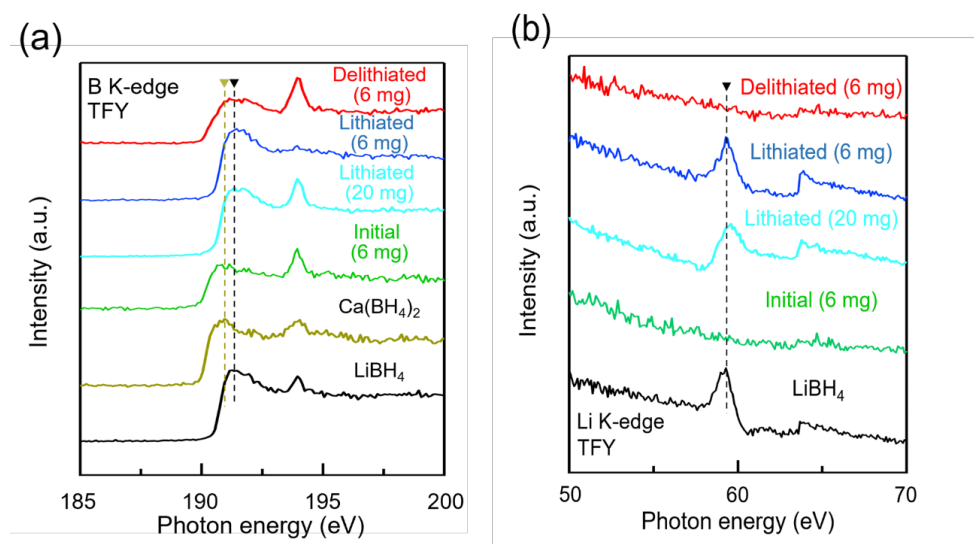 (a)
B K-edge
TFY
Delithiated
(6 mg)
Lithiated
(6 mg)
Lithiated
(20 mg)
Initial
(6 mg)
Ca(BH₄)₂
LiBH₄
Intensity (a.u.)
185 190 195 200
Photon energy (eV)
(b)
Delithiated (6 mg)
Lithiated (6 mg)
Lithiated (20 mg)
Initial (6 mg)
LiBH₄
Li K-edge
TFY
Intensity (a.u.)
50 60 70
Photon energy (eV)